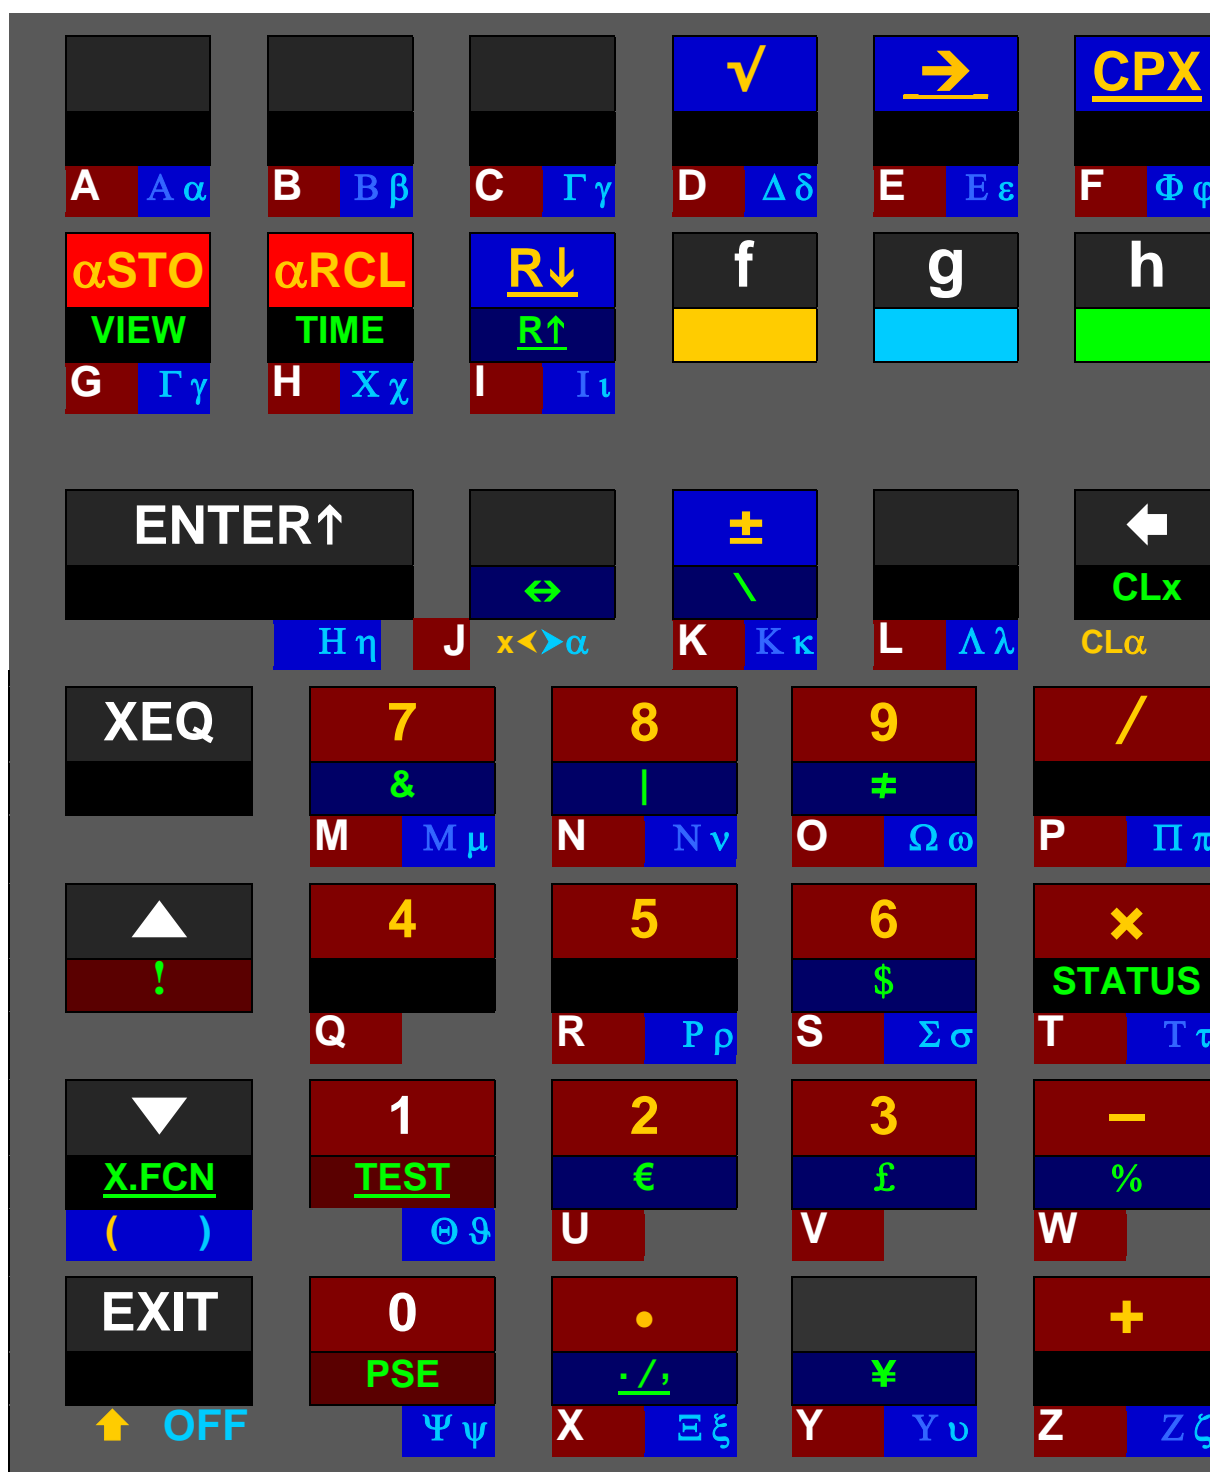 √ → CPX
A Α α B Β β C Γ γ D Δ δ E Ε ε F Φ φ
αSTO αRCL R↓ f g h
VIEW TIME R↑
G Γ γ H Χ χ I Ι ι
ENTER↑ ± 🡄
↔ \ CLx
Η η J x<>α K Κ κ L Λ λ CLα
XEQ 7 8 9 /
& | ≠
M Μ μ N Ν ν O Ω ω P Π π
▲ 4 5 6 ×
! $ STATUS
Q R Ρ ρ S Σ σ T Τ τ
▼ 1 2 3 −
X.FCN TEST € £ %
( ) Θ ϑ U V W
EXIT 0 • +
PSE ./, ¥
🡅 OFF Ψ ψ X Ξ ξ Y Υ υ Z Ζ ζ